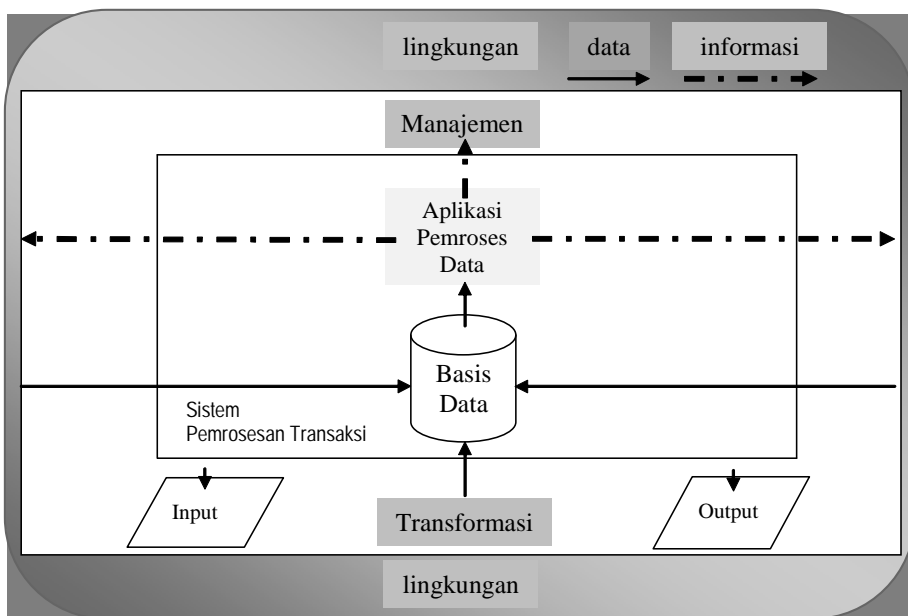 lingkungan
data
informasi
Manajemen
Aplikasi
Pemroses
Data
Basis
Data
Sistem
Pemrosesan Transaksi
Input
Transformasi
Output
lingkungan